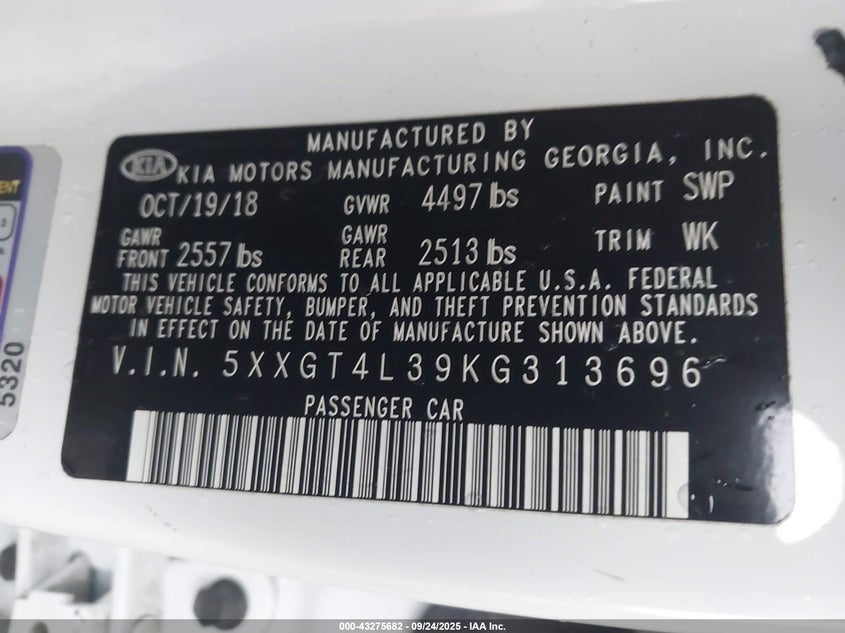 MANUFACTURED BY
KIA KIA MOTORS MANUFACTURING GEORGIA, INC.
OCT/19/18 GVWR 4497 lbs PAINT SWP
GAWR FRONT 2557 lbs GAWR REAR 2513 lbs TRIM WK
THIS VEHICLE CONFORMS TO ALL APPLICABLE U.S.A. FEDERAL
MOTOR VEHICLE SAFETY, BUMPER, AND THEFT PREVENTION STANDARDS
IN EFFECT ON THE DATE OF MANUFACTURE SHOWN ABOVE.
V.I.N. 5XXGT4L39KG313696
PASSENGER CAR
5320
000-43275682 - 09/24/2025 - IAA Inc.